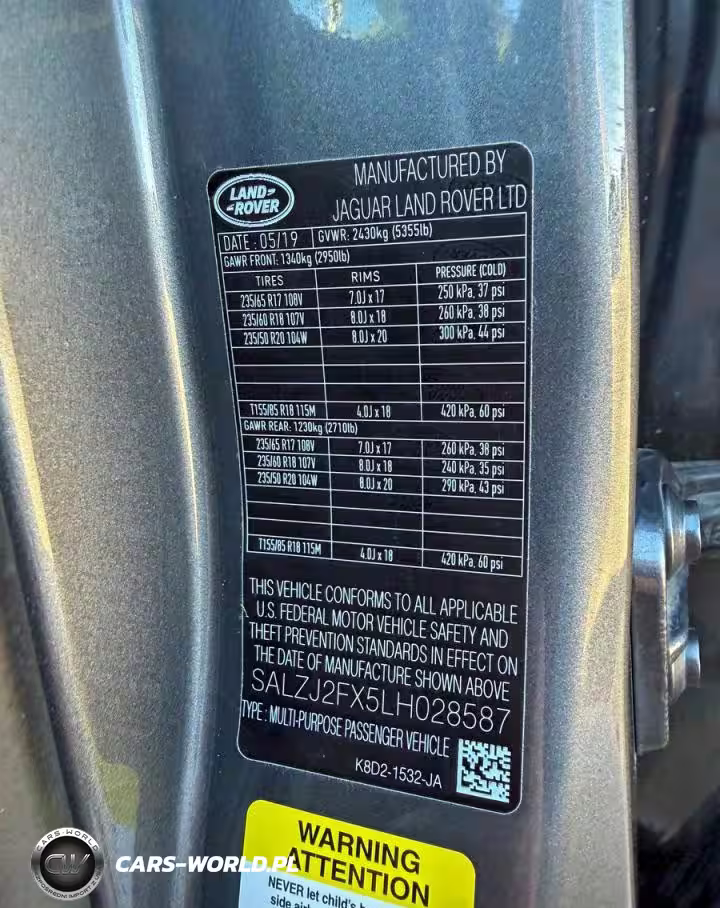 LAND-
-ROVER
MANUFACTURED BY
JAGUAR LAND ROVER LTD
DATE : 05/19 GVWR: 2430kg (5355lb)
GAWR FRONT: 1340kg (2950lb)
TIRES RIMS PRESSURE (COLD)
235/65 R17 108V 7.0J x 17 250 kPa, 37 psi
235/60 R18 107V 8.0J x 18 260 kPa, 38 psi
235/50 R20 104W 8.0J x 20 300 kPa, 44 psi
T155/85 R18 115M 4.0J x 18 420 kPa, 60 psi
GAWR REAR: 1230kg (2710lb)
235/65 R17 108V 7.0J x 17 260 kPa, 38 psi
235/60 R18 107V 8.0J x 18 240 kPa, 35 psi
235/50 R20 104W 8.0J x 20 290 kPa, 43 psi
T155/85 R18 115M 4.0J x 18 420 kPa, 60 psi
THIS VEHICLE CONFORMS TO ALL APPLICABLE
U.S. FEDERAL MOTOR VEHICLE SAFETY AND
THEFT PREVENTION STANDARDS IN EFFECT ON
THE DATE OF MANUFACTURE SHOWN ABOVE
SALZJ2FX5LH028587
TYPE : MULTI-PURPOSE PASSENGER VEHICLE
K8D2-1532-JA
WARNING
ATTENTION
NEVER let child's
side
CARS-WORLD
CW
CARS-WORLD.PL